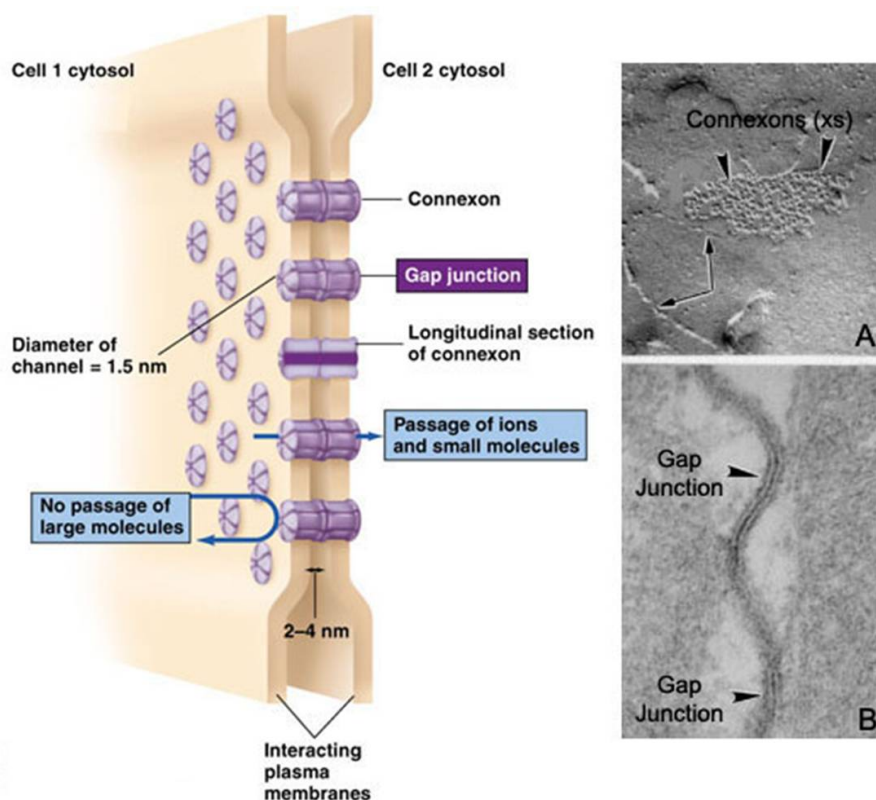 Cell 1 cytosol
Cell 2 cytosol
Connexon
Gap junction
Diameter of
channel = 1.5 nm
Longitudinal section
of connexon
Passage of ions
and small molecules
No passage of
large molecules
2–4 nm
Interacting
plasma
membranes
Connexons (xs)
A
Gap
Junction
Gap
Junction
B